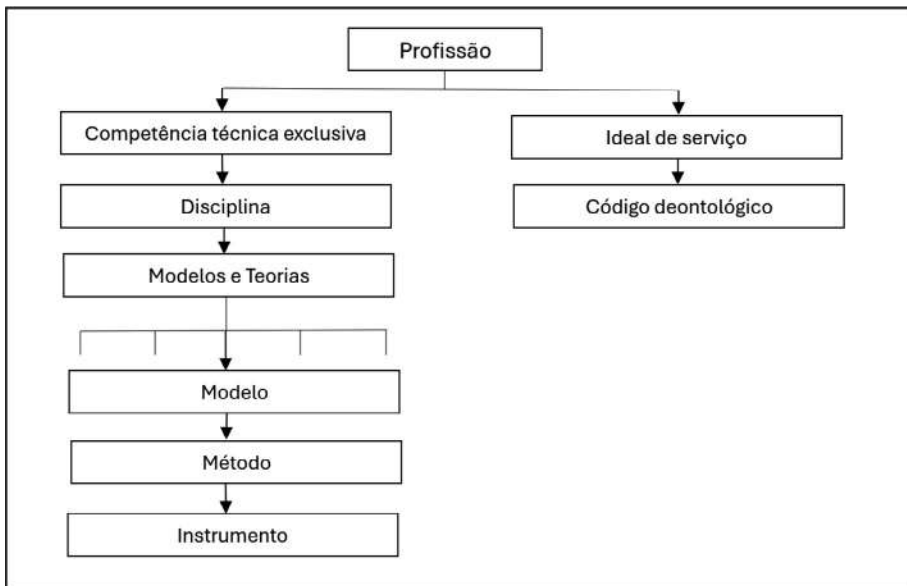 Profissão
Competência técnica exclusiva
Ideal de serviço
Disciplina
Código deontológico
Modelos e Teorias
Modelo
Método
Instrumento